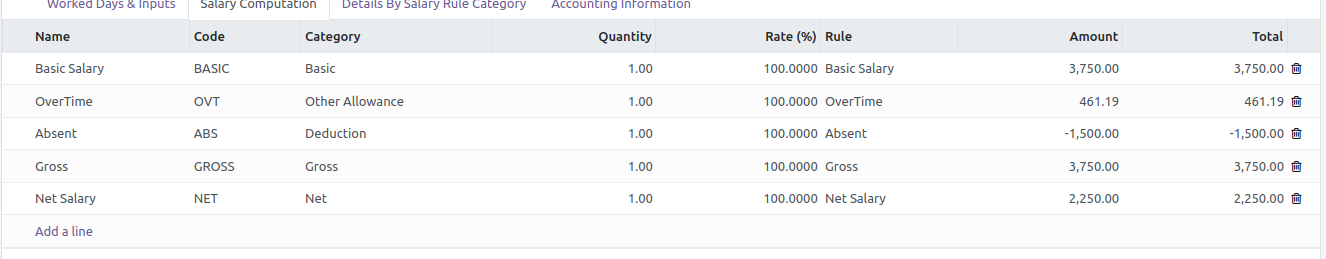 Worked Days & Inputs Salary Computation Details By Salary Rule Category Accounting Information
Name Code Category Quantity Rate (%) Rule Amount Total
Basic Salary BASIC Basic 1.00 100.0000 Basic Salary 3,750.00 3,750.00
OverTime OVT Other Allowance 1.00 100.0000 OverTime 461.19 461.19
Absent ABS Deduction 1.00 100.0000 Absent -1,500.00 -1,500.00
Gross GROSS Gross 1.00 100.0000 Gross 3,750.00 3,750.00
Net Salary NET Net 1.00 100.0000 Net Salary 2,250.00 2,250.00
Add a line